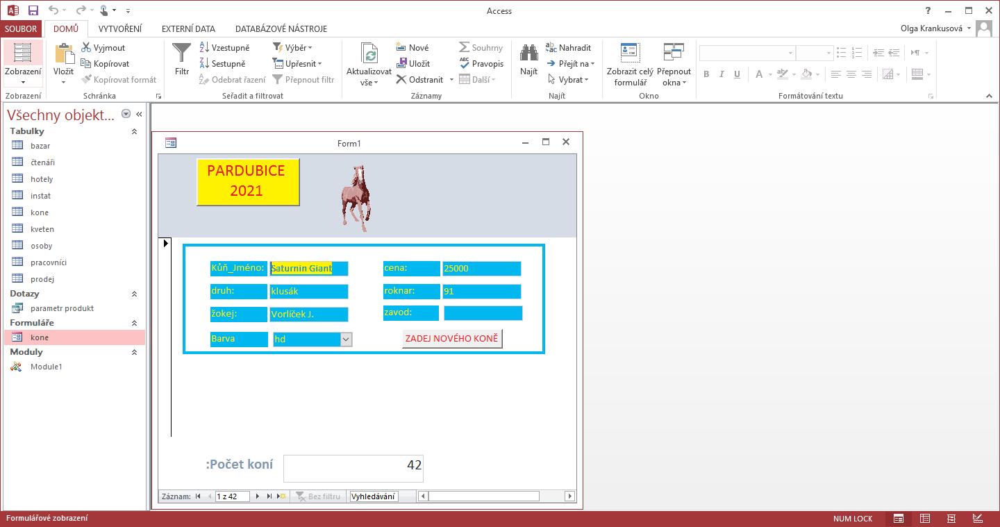 Access
?
SOUBOR DOMŮ VYTVOŘENÍ EXTERNÍ DATA DATABÁZOVÉ NÁSTROJE Olga Krankusová
Zobrazení
Zobrazení
Vložit
Vyjmout
Kopírovat
Kopírovat formát
Schránka
Filtr
Vzestupně
Sestupně
Odebrat řazení
Výběr
Upřesnit
Přepnout filtr
Seřadit a filtrovat
Aktualizovat
vše
Nové
Uložit
Odstranit
Souhrny
Pravopis
Další
Záznamy
Najít
Nahradit
Přejít na
Vybrat
Najít
Zobrazit celý
formulář
Přepnout
okna
Okno
B I U A
Formátování textu
Všechny objekt...
Tabulky
bazar
čtenáři
hotely
instat
kone
kveten
osoby
pracovníci
prodej
Dotazy
parametr produkt
Formuláře
kone
Moduly
Module1
Form1
PARDUBICE
2021
Kůň_Jméno: Saturnin Giant cena: 25000
druh: klusák roknar: 91
žokej: Vorlíček J. zavod:
Barva hd ZADEJ NOVÉHO KONĚ
:Počet koní 42
Záznam: 1 z 42 Bez filtru Vyhledávání
Formulářové zobrazení NUM LOCK